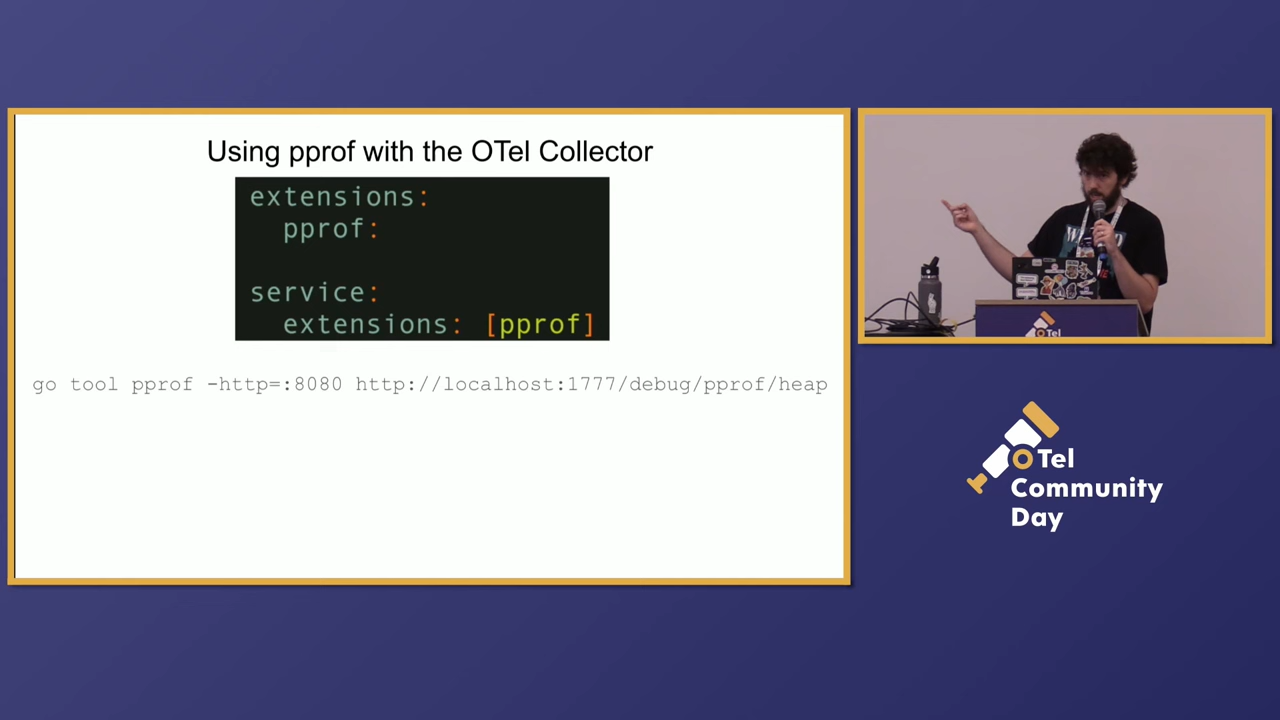 Using pprof with the OTel Collector
extensions:
pprof:
service:
extensions: [pprof]
go tool pprof -http=:8080 http://localhost:1777/debug/pprof/heap
OTel
OTel
Community
Day